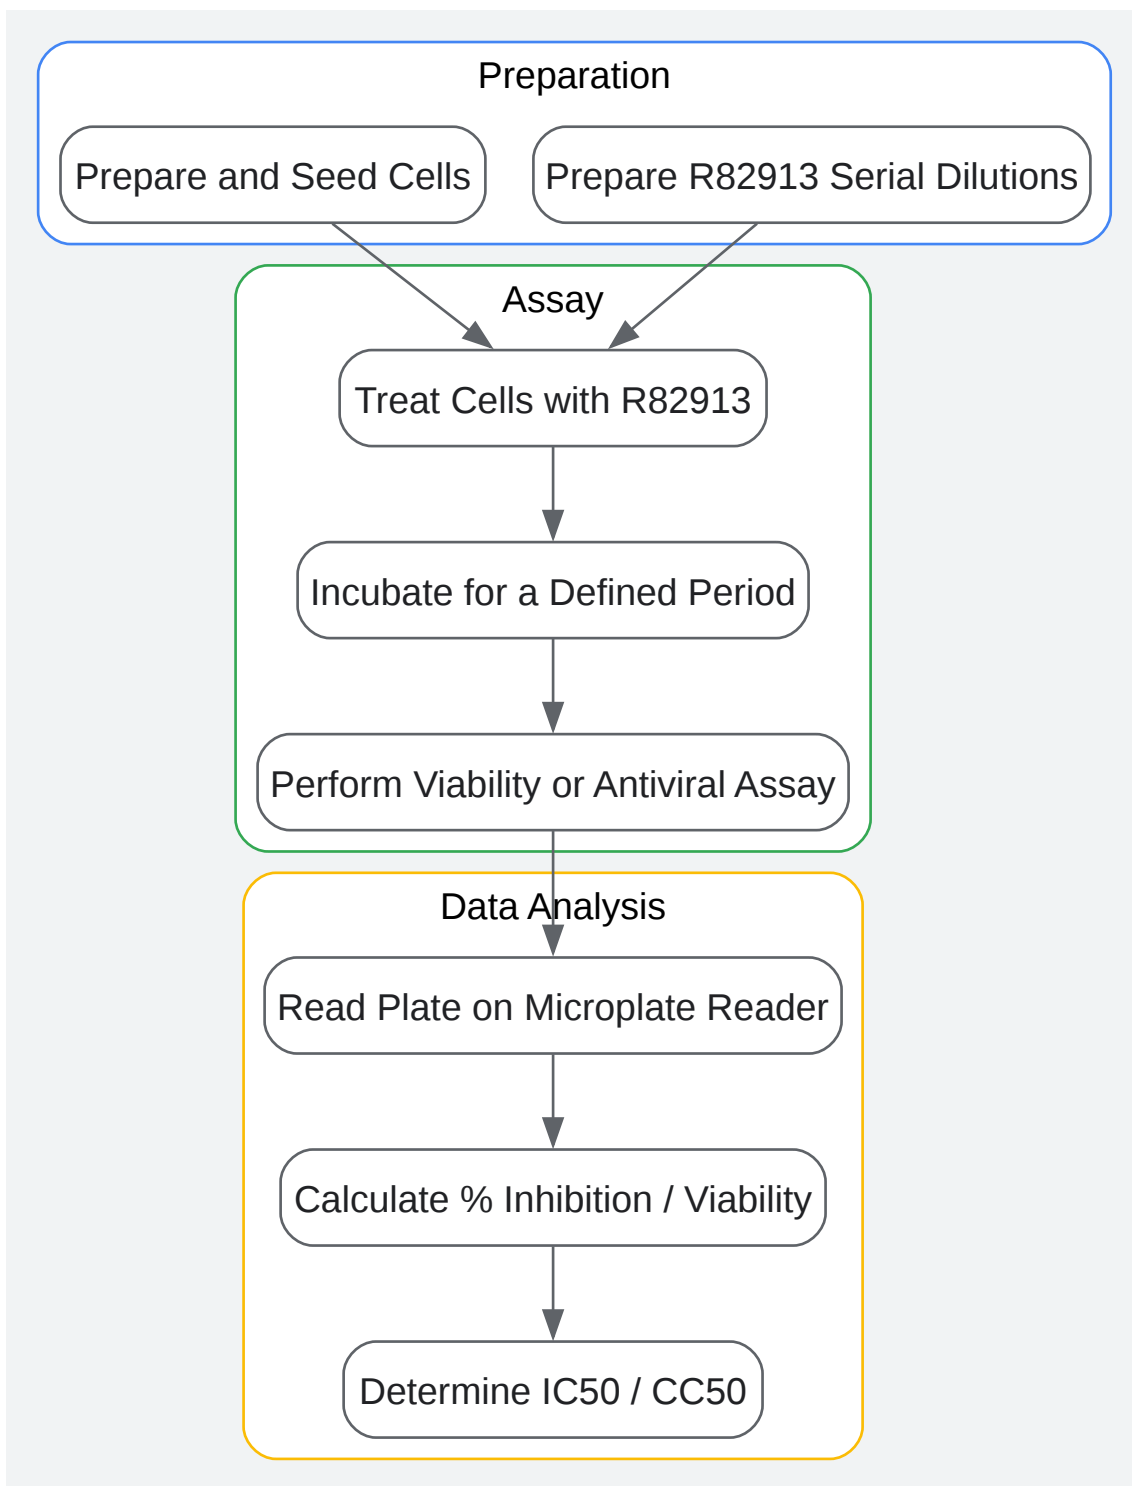 Preparation
Prepare and Seed Cells
Prepare R82913 Serial Dilutions
Assay
Treat Cells with R82913
Incubate for a Defined Period
Perform Viability or Antiviral Assay
Data Analysis
Read Plate on Microplate Reader
Calculate % Inhibition / Viability
Determine IC50 / CC50